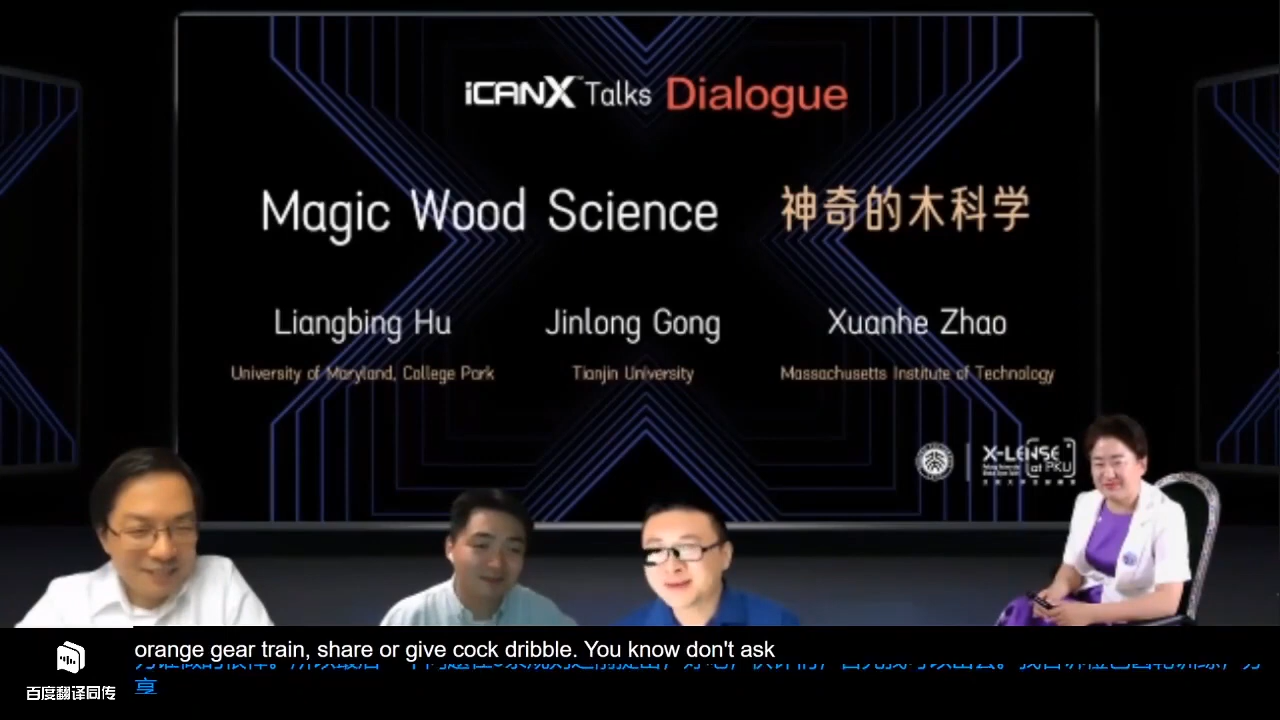 iCANX™ Talks Dialogue
Magic Wood Science 神奇的木科学
Liangbing Hu Jinlong Gong Xuanhe Zhao
University of Maryland, College Park Tianjin University Massachusetts Institute of Technology
X-LENSE
at PKU
orange gear train, share or give cock dribble. You know don't ask
享
百度翻译同传